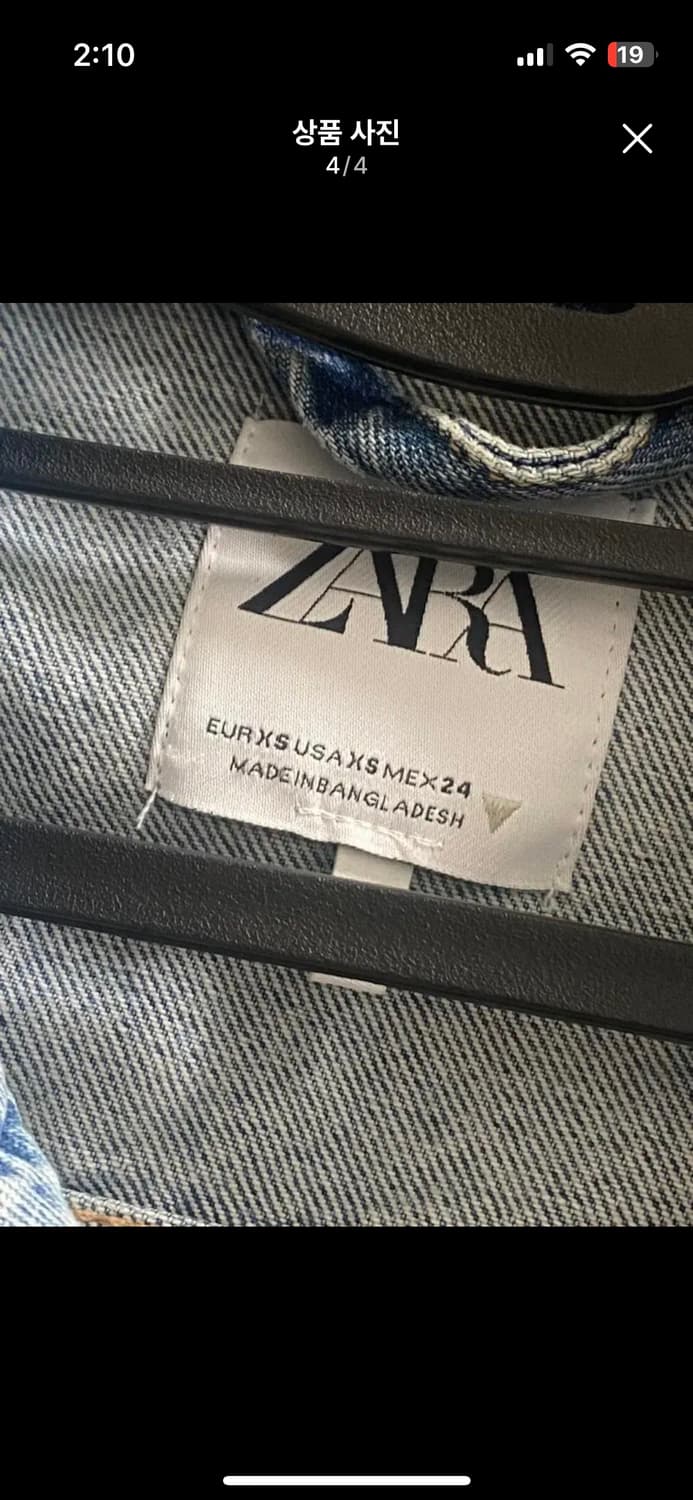 2:10
19
상품 사진
4/4
ZARA
EUR XS USA XS MEX 24
MADE IN BANGLADESH